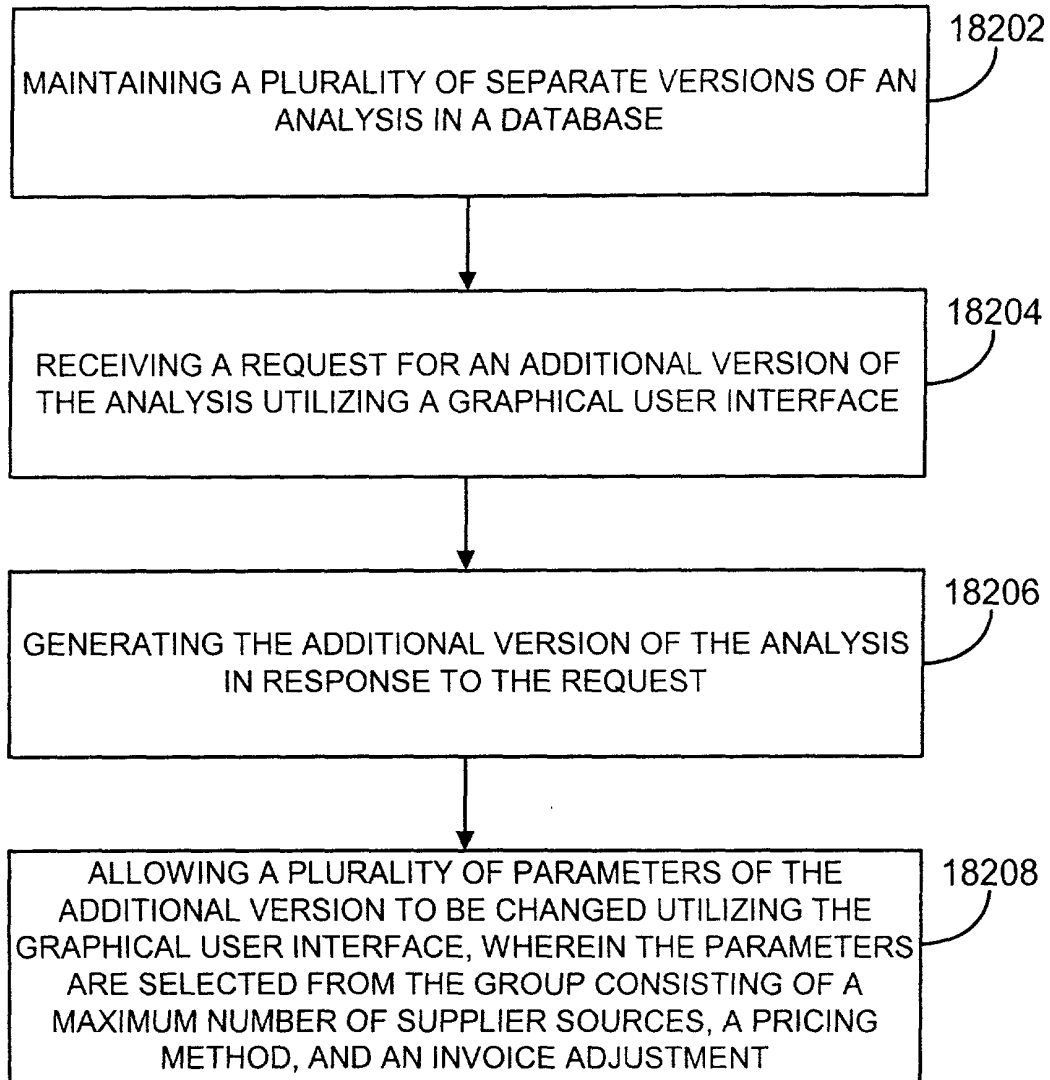 18202
MAINTAINING A PLURALITY OF SEPARATE VERSIONS OF AN
ANALYSIS IN A DATABASE
18204
RECEIVING A REQUEST FOR AN ADDITIONAL VERSION OF
THE ANALYSIS UTILIZING A GRAPHICAL USER INTERFACE
18206
GENERATING THE ADDITIONAL VERSION OF THE ANALYSIS
IN RESPONSE TO THE REQUEST
18208
ALLOWING A PLURALITY OF PARAMETERS OF THE
ADDITIONAL VERSION TO BE CHANGED UTILIZING THE
GRAPHICAL USER INTERFACE, WHEREIN THE PARAMETERS
ARE SELECTED FROM THE GROUP CONSISTING OF A
MAXIMUM NUMBER OF SUPPLIER SOURCES, A PRICING
METHOD, AND AN INVOICE ADJUSTMENT